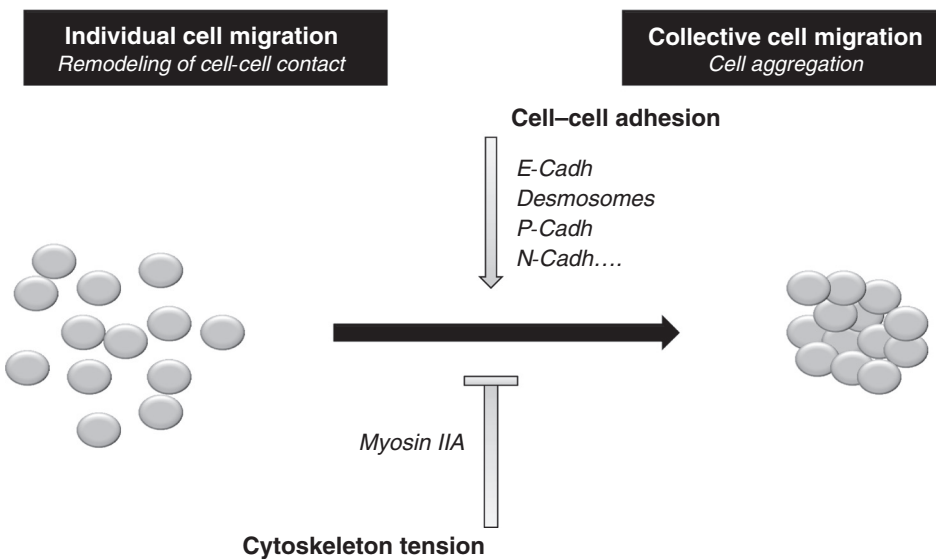 Individual cell migration
Remodeling of cell-cell contact
Collective cell migration
Cell aggregation
Cell–cell adhesion
E-Cadh
Desmosomes
P-Cadh
N-Cadh....
Myosin IIA
Cytoskeleton tension